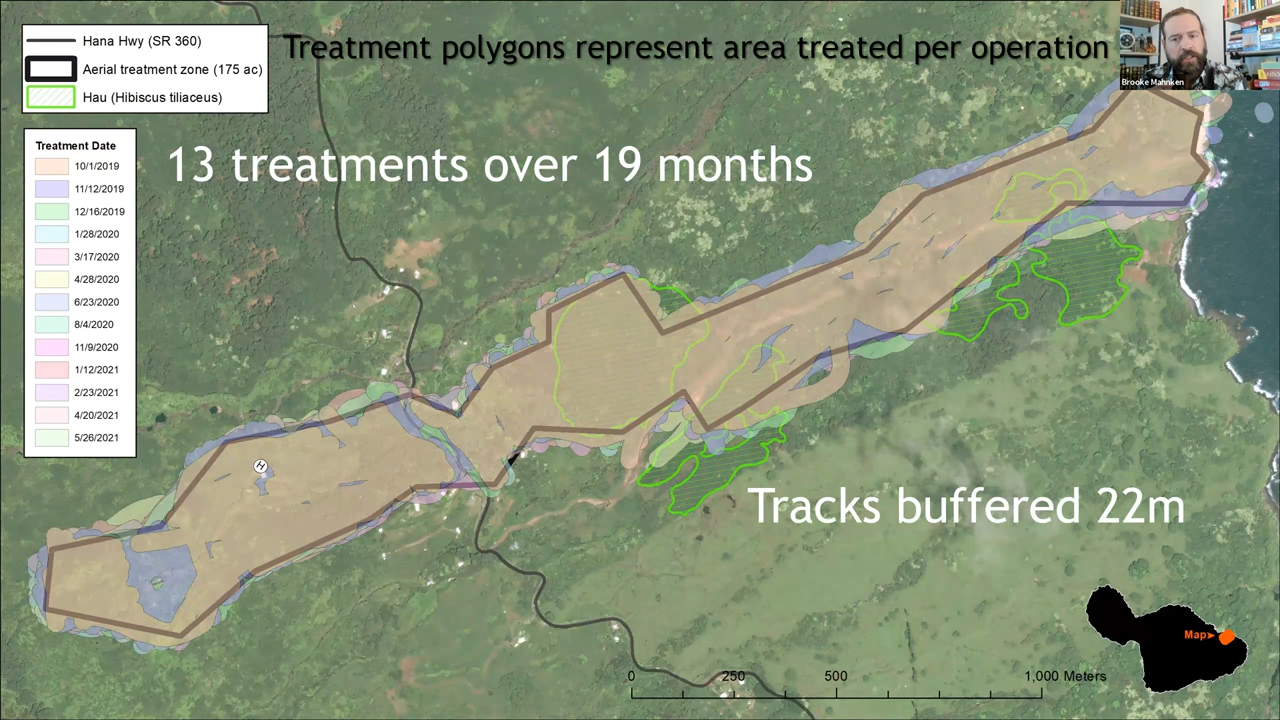 Hana Hwy (SR 360)
Aerial treatment zone (175 ac)
Hau (Hibiscus tiliaceus)
Treatment polygons represent area treated per operation
Brooke Mahnken
Treatment Date
10/1/2019
11/12/2019
12/16/2019
1/28/2020
3/17/2020
4/28/2020
6/23/2020
8/4/2020
11/9/2020
1/12/2021
2/23/2021
4/20/2021
5/26/2021
13 treatments over 19 months
H
Tracks buffered 22m
Map
0 250 500 1,000 Meters